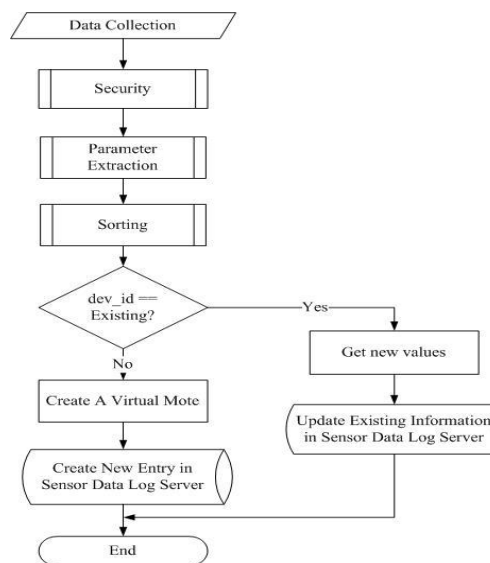 Data Collection
Security
Parameter
Extraction
Sorting
dev_id ==
Existing?
Yes
No
Get new values
Create A Virtual Mote
Update Existing Information
in Sensor Data Log Server
Create New Entry in
Sensor Data Log Server
End